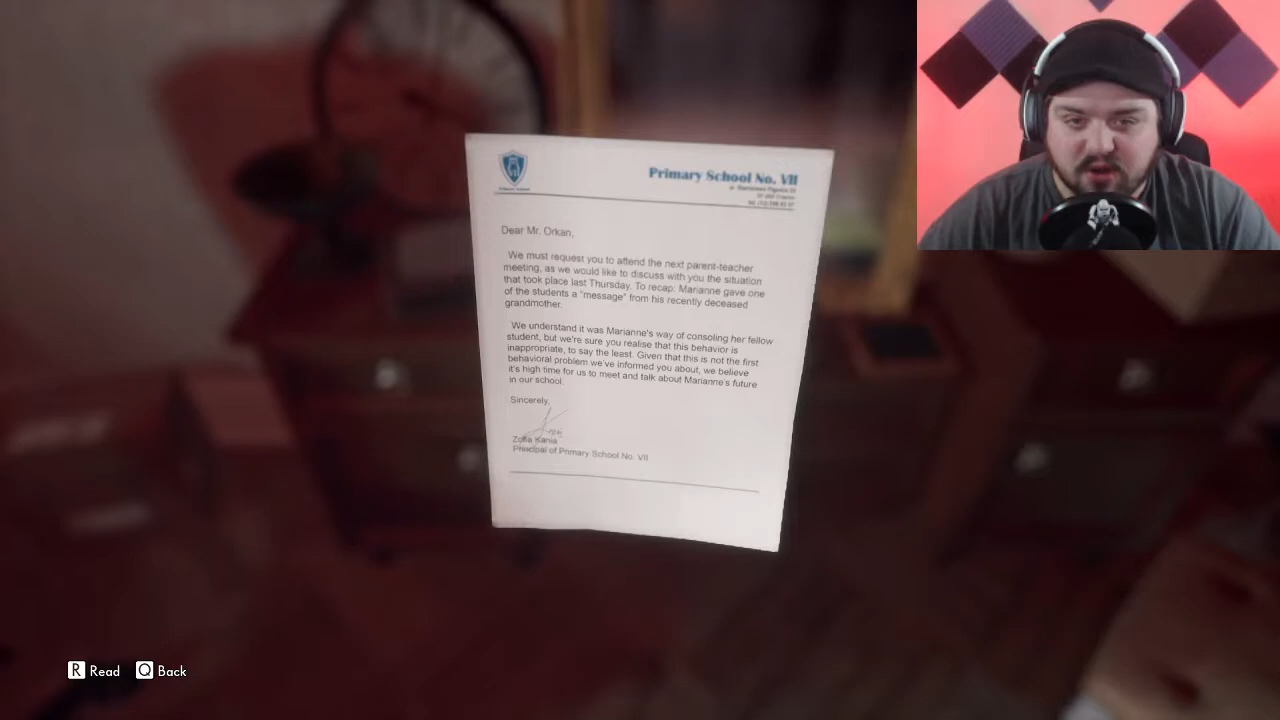 Primary School No. VII
Dear Mr. Orkan,
We must request you to attend the next parent-teacher
meeting, as we would like to discuss with you the situation
that took place last Thursday. To recap: Marianne gave one
of the students a "message" from his recently deceased
grandmother.
We understand it was Marianne's way of consoling her fellow
student, but we're sure you realise that this behavior is
inappropriate, to say the least. Given that this is not the first
behavioral problem we've informed you about, we believe
it's high time for us to meet and talk about Marianne's future
in our school.
Sincerely,
Zofia Kania
Principal of Primary School No. VII
R Read Q Back